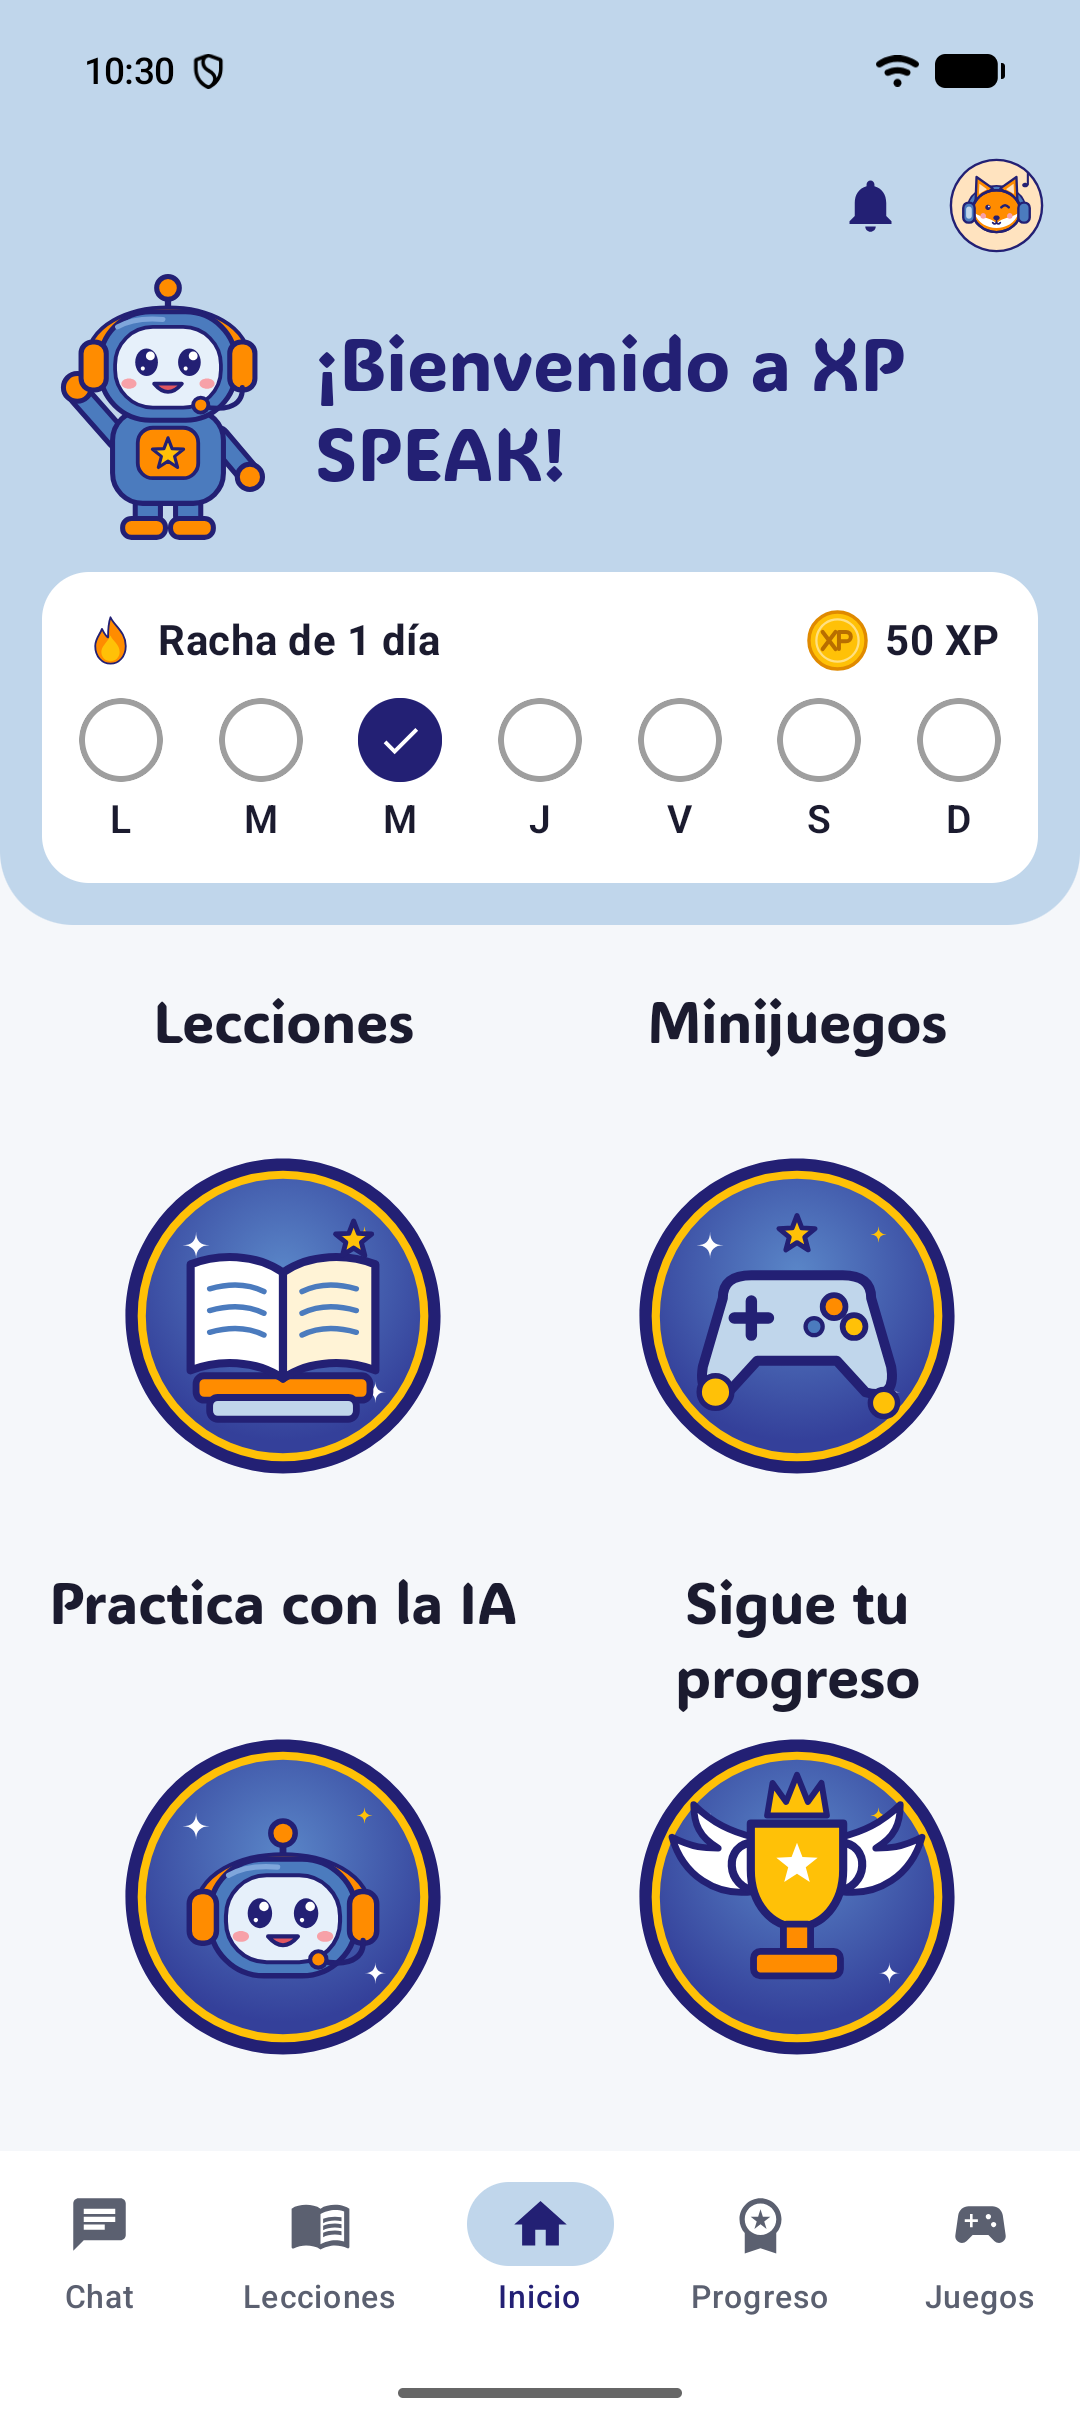 10:30
¡Bienvenido a XP
SPEAK!
Racha de 1 día
XP
50 XP
L M M J V S D
Lecciones
Minijuegos
Practica con la IA
Sigue tu
progreso
Chat
Lecciones
Inicio
Progreso
Juegos